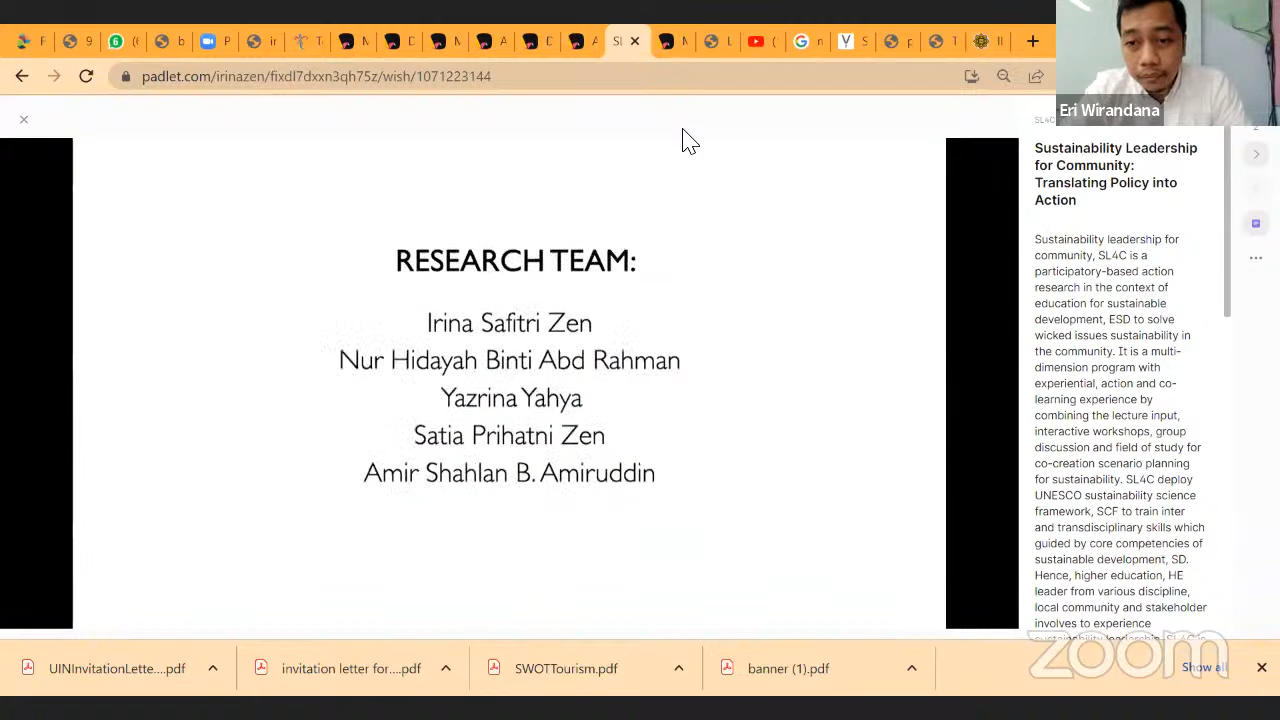 padlet.com/irinazen/fixdl7dxxn3qh75z/wish/1071223144
Eri Wirandana
RESEARCH TEAM:
Irina Safitri Zen
Nur Hidayah Binti Abd Rahman
Yazrina Yahya
Satia Prihatni Zen
Amir Shahlan B. Amiruddin
SL4C
Sustainability Leadership
for Community:
Translating Policy into
Action
Sustainability leadership for
community, SL4C is a
participatory-based action
research in the context of
education for sustainable
development, ESD to solve
wicked issues sustainability in
the community. It is a multi-
dimension program with
experiential, action and co-
learning experience by
combining the lecture input,
interactive workshops, group
discussion and field of study for
co-creation scenario planning
for sustainability. SL4C deploy
UNESCO sustainability science
framework, SCF to train inter
and transdisciplinary skills which
guided by core competencies of
sustainable development, SD.
Hence, higher education, HE
leader from various discipline,
local community and stakeholder
involves to experience
UINInvitationLette....pdf
invitation letter for....pdf
SWOTTourism.pdf
banner (1).pdf
Show all
zoom